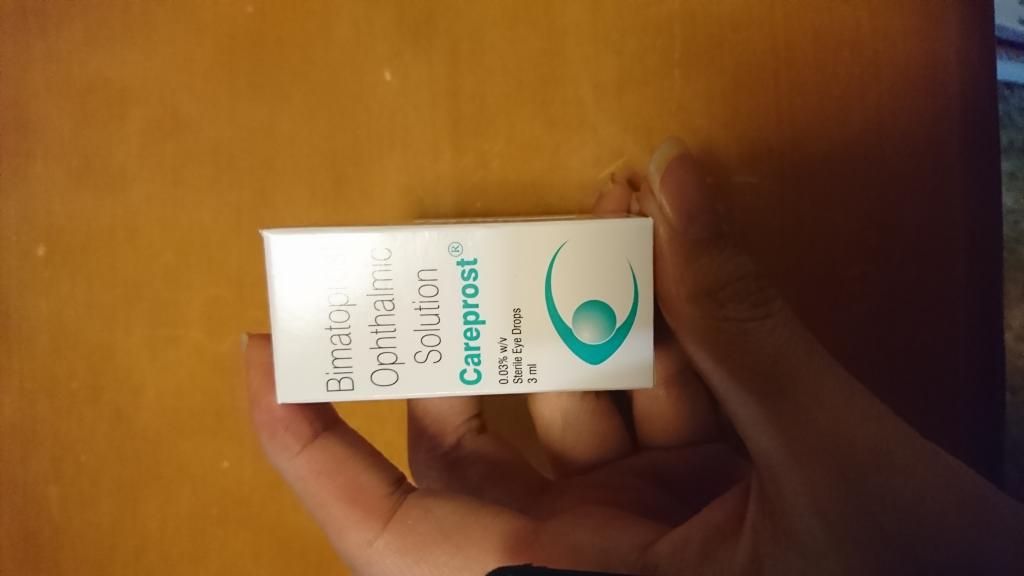 Bimatoprost
Ophthalmic
Solution
Careprost®
0.03% w/v
Sterile Eye Drops
3 ml